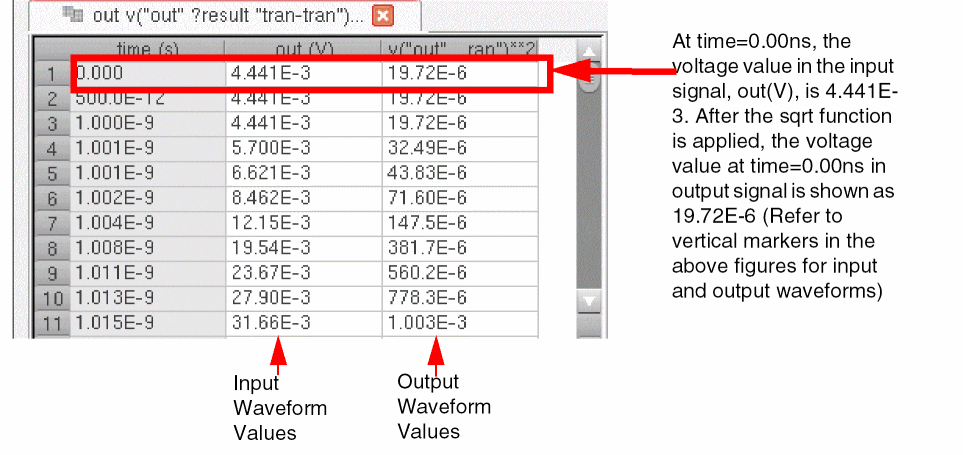 out v("out" ?result "tran-tran")...
time (s) out (V) v("out" ran")**2
1 0.000 4.441E-3 19.72E-6
2 500.0E-12 4.441E-3 19.72E-6
3 1.000E-9 4.441E-3 19.72E-6
4 1.001E-9 5.700E-3 32.49E-6
5 1.001E-9 6.621E-3 43.83E-6
6 1.002E-9 8.462E-3 71.60E-6
7 1.004E-9 12.15E-3 147.5E-6
8 1.008E-9 19.54E-3 381.7E-6
9 1.011E-9 23.67E-3 560.2E-6
10 1.013E-9 27.90E-3 778.3E-6
11 1.015E-9 31.66E-3 1.003E-3
Input
Waveform
Values
Output
Waveform
Values
At time=0.00ns, the
voltage value in the input
signal, out(V), is 4.441E-
3. After the sqrt function
is applied, the voltage
value at time=0.00ns in
output signal is shown as
19.72E-6 (Refer to
vertical markers in the
above figures for input
and output waveforms)